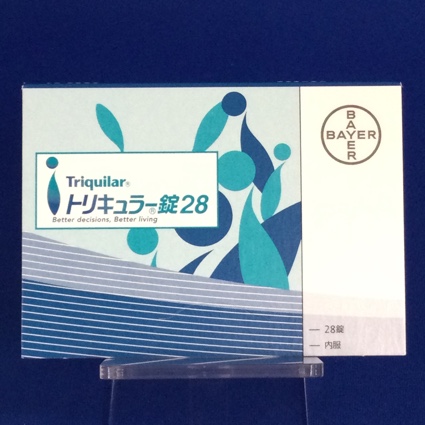 Triquilar®
トリキュラー®錠28
Better decisions, Better living
BAYER
BAYER
28錠
内服